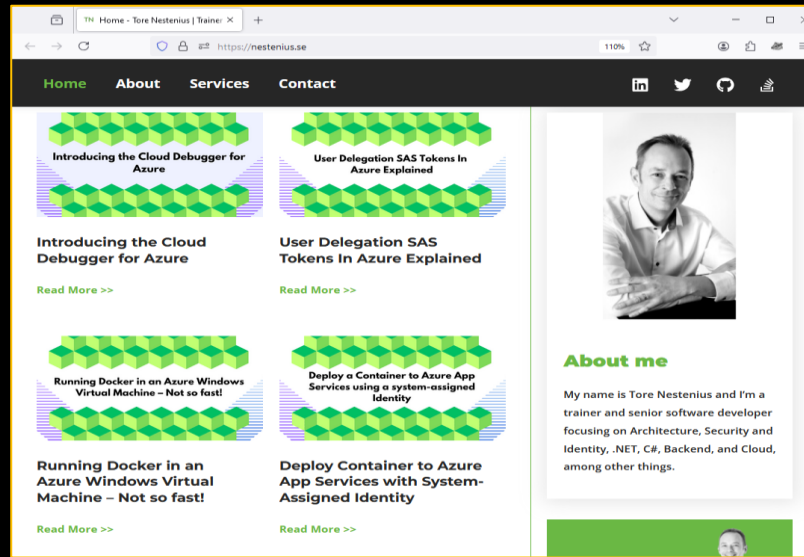 TN Home - Tore Nestenius | Trainer
https://nestenius.se
110%
Home About Services Contact
Introducing the Cloud Debugger for
Azure
User Delegation SAS Tokens In
Azure Explained
Introducing the Cloud
Debugger for Azure
User Delegation SAS
Tokens In Azure Explained
Read More >>
Read More >>
Running Docker in an Azure Windows
Virtual Machine – Not so fast!
Deploy a Container to Azure App
Services using a system-assigned
Identity
Running Docker in an
Azure Windows Virtual
Machine – Not so fast!
Deploy Container to Azure
App Services with System-
Assigned Identity
Read More >>
Read More >>
About me
My name is Tore Nestenius and I'm a
trainer and senior software developer
focusing on Architecture, Security and
Identity, .NET, C#, Backend, and Cloud,
among other things.